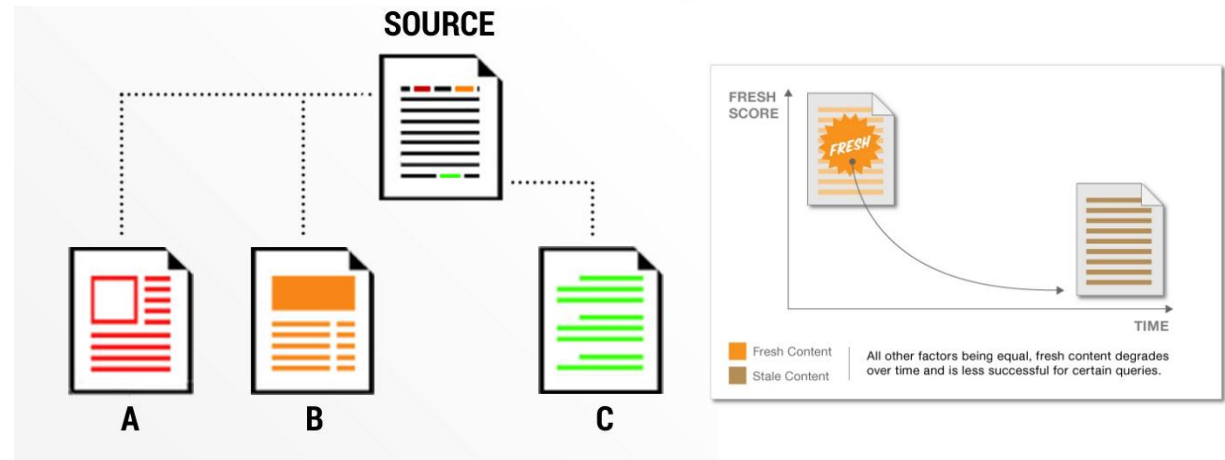 SOURCE
A
B
C
FRESH
SCORE
FRESH
TIME
Fresh Content
Stale Content
All other factors being equal, fresh content degrades
over time and is less successful for certain queries.